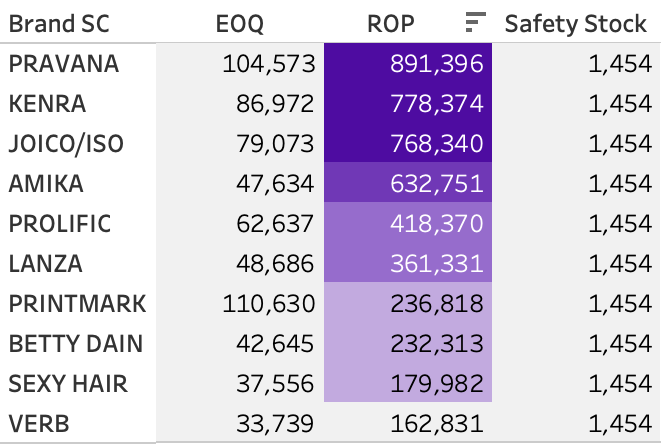 Brand SC EOQ ROP Safety Stock
PRAVANA 104,573 891,396 1,454
KENRA 86,972 778,374 1,454
JOICO/ISO 79,073 768,340 1,454
AMIKA 47,634 632,751 1,454
PROLIFIC 62,637 418,370 1,454
LANZA 48,686 361,331 1,454
PRINTMARK 110,630 236,818 1,454
BETTY DAIN 42,645 232,313 1,454
SEXY HAIR 37,556 179,982 1,454
VERB 33,739 162,831 1,454